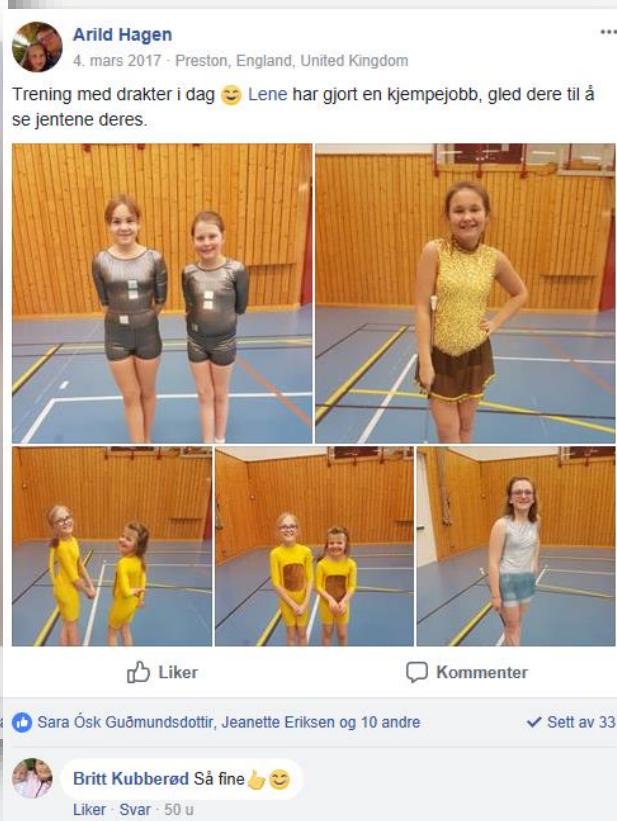 Arild Hagen
4. mars 2017 · Preston, England, United Kingdom
Trening med drakter i dag 😊 Lene har gjort en kjempejobb, gled dere til å
se jentene deres.
Liker
Kommenter
Sara Ósk Guðmundsdottir, Jeanette Eriksen og 10 andre
Sett av 33
Britt Kubberød Så fine👍😊
Liker · Svar · 50 u